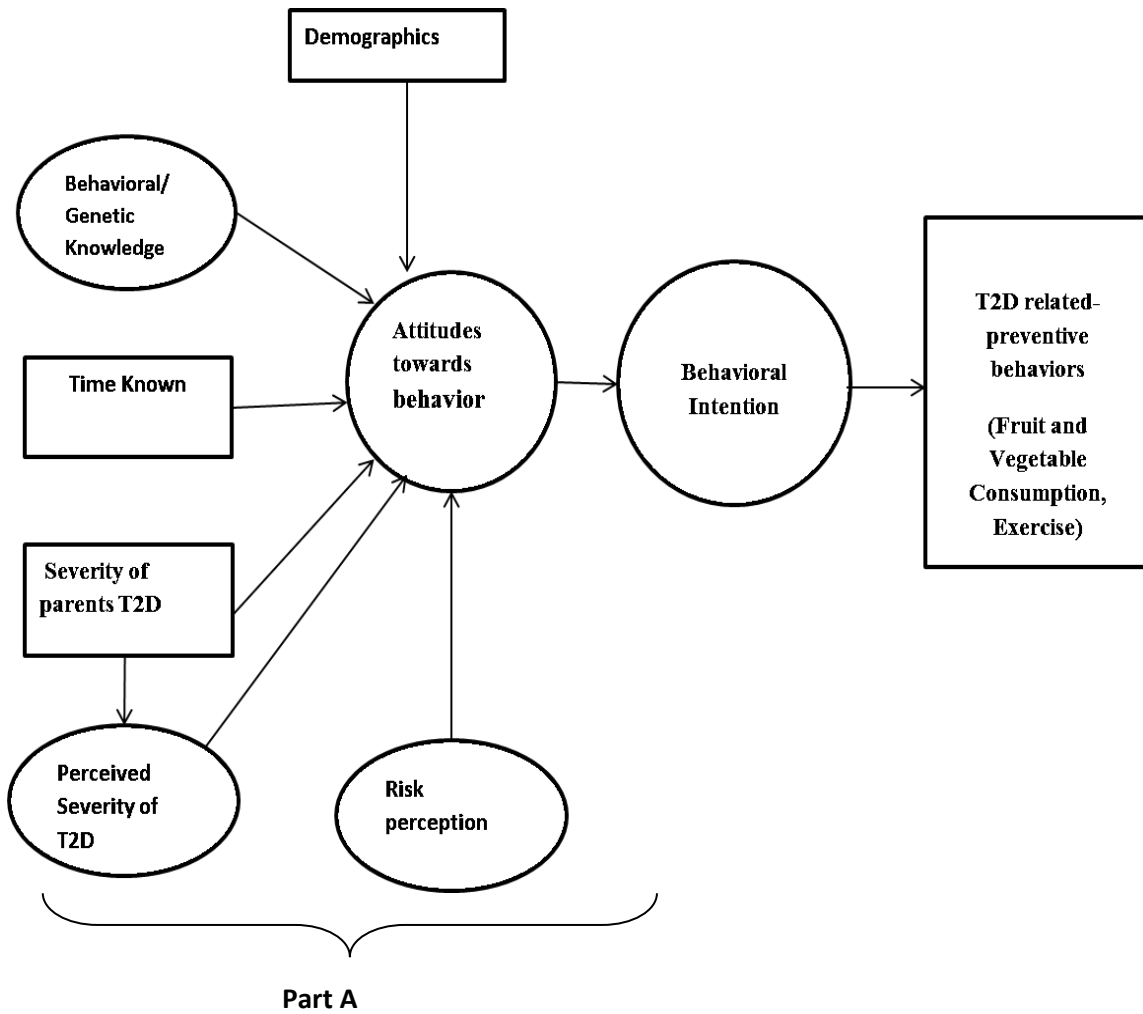 Demographics
Behavioral/
Genetic
Knowledge
Attitudes
towards
behavior
Time Known
Behavioral
Intention
T2D related-
preventive
behaviors
(Fruit and
Vegetable
Consumption,
Exercise)
Severity of
parents T2D
Perceived
Severity of
T2D
Risk
perception
Part A